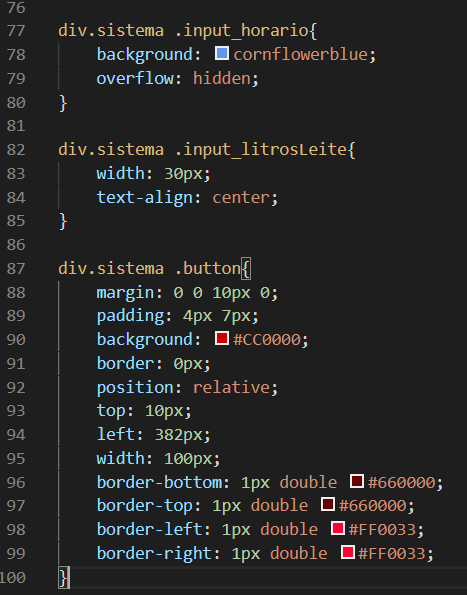 76
77 div.sistema .input_horario{
78 background: cornflowerblue;
79 overflow: hidden;
80 }
81
82 div.sistema .input_litrosLeite{
83 width: 30px;
84 text-align: center;
85 }
86
87 div.sistema .button{
88 margin: 0 0 10px 0;
89 padding: 4px 7px;
90 background: #CC0000;
91 border: 0px;
92 position: relative;
93 top: 10px;
94 left: 382px;
95 width: 100px;
96 border-bottom: 1px double #660000;
97 border-top: 1px double #660000;
98 border-left: 1px double #FF0033;
99 border-right: 1px double #FF0033;
100 }